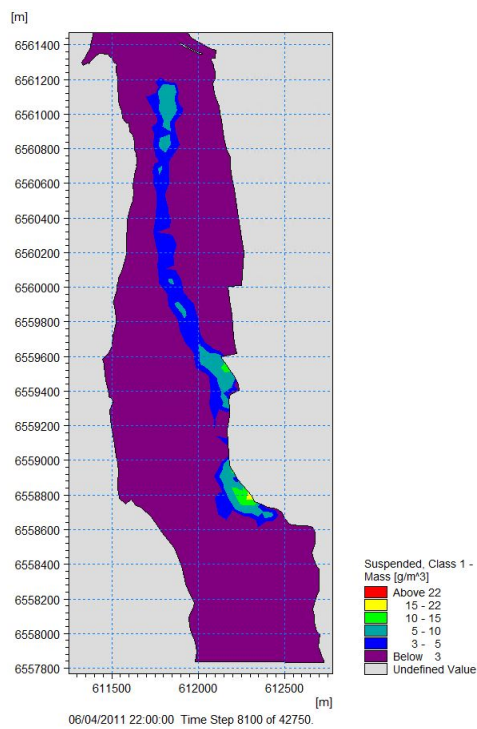 [m]
6561400
6561200
6561000
6560800
6560600
6560400
6560200
6560000
6559800
6559600
6559400
6559200
6559000
6558800
6558600
6558400
6558200
6558000
6557800
611500 612000 612500
[m]
06/04/2011 22:00:00 Time Step 8100 of 42750.
Suspended, Class 1 -
Mass [g/m^3]
Above 22
15 - 22
10 - 15
5 - 10
3 - 5
Below 3
Undefined Value